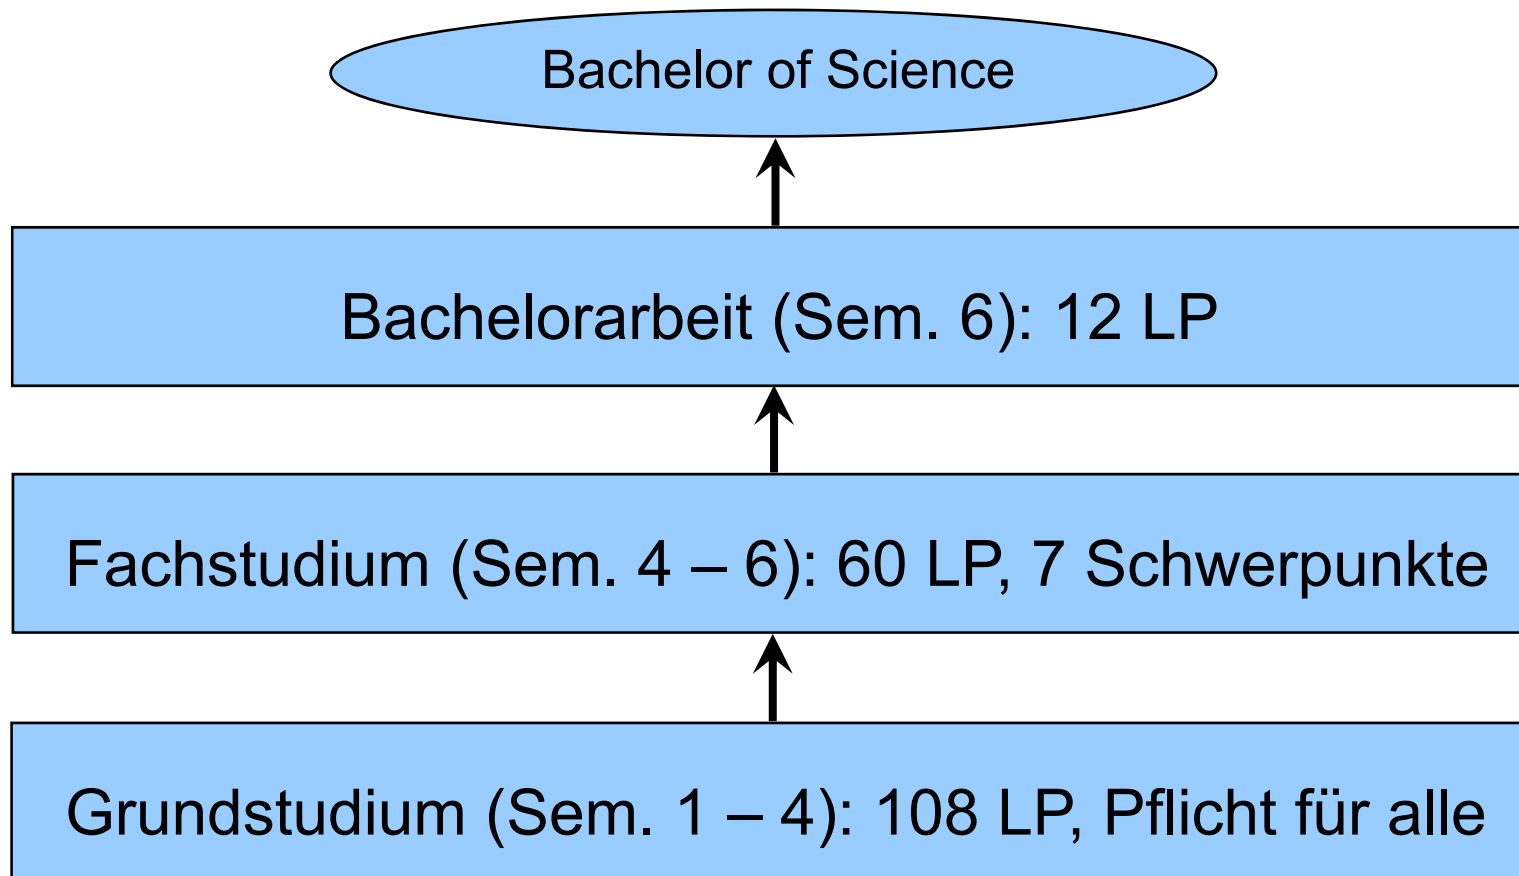 Bachelor of Science
Bachelorarbeit (Sem. 6): 12 LP
Fachstudium (Sem. 4 – 6): 60 LP, 7 Schwerpunkte
Grundstudium (Sem. 1 – 4): 108 LP, Pflicht für alle